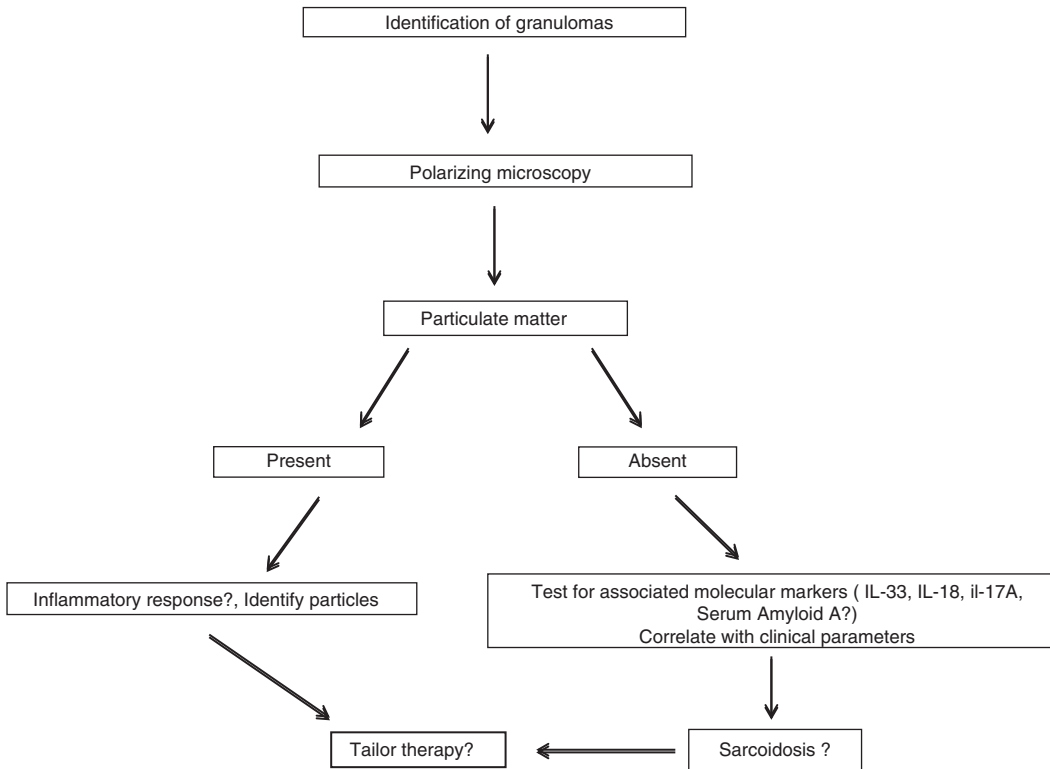 Identification of granulomas
Polarizing microscopy
Particulate matter
Present
Absent
Inflammatory response?, Identify particles
Test for associated molecular markers ( IL-33, IL-18, il-17A,
Serum Amyloid A?)
Correlate with clinical parameters
Tailor therapy?
Sarcoidosis ?